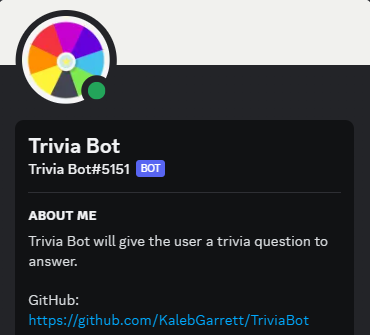 Trivia Bot
Trivia Bot#5151 BOT
ABOUT ME
Trivia Bot will give the user a trivia question to
answer.
GitHub:
https://github.com/KalebGarrett/TriviaBot